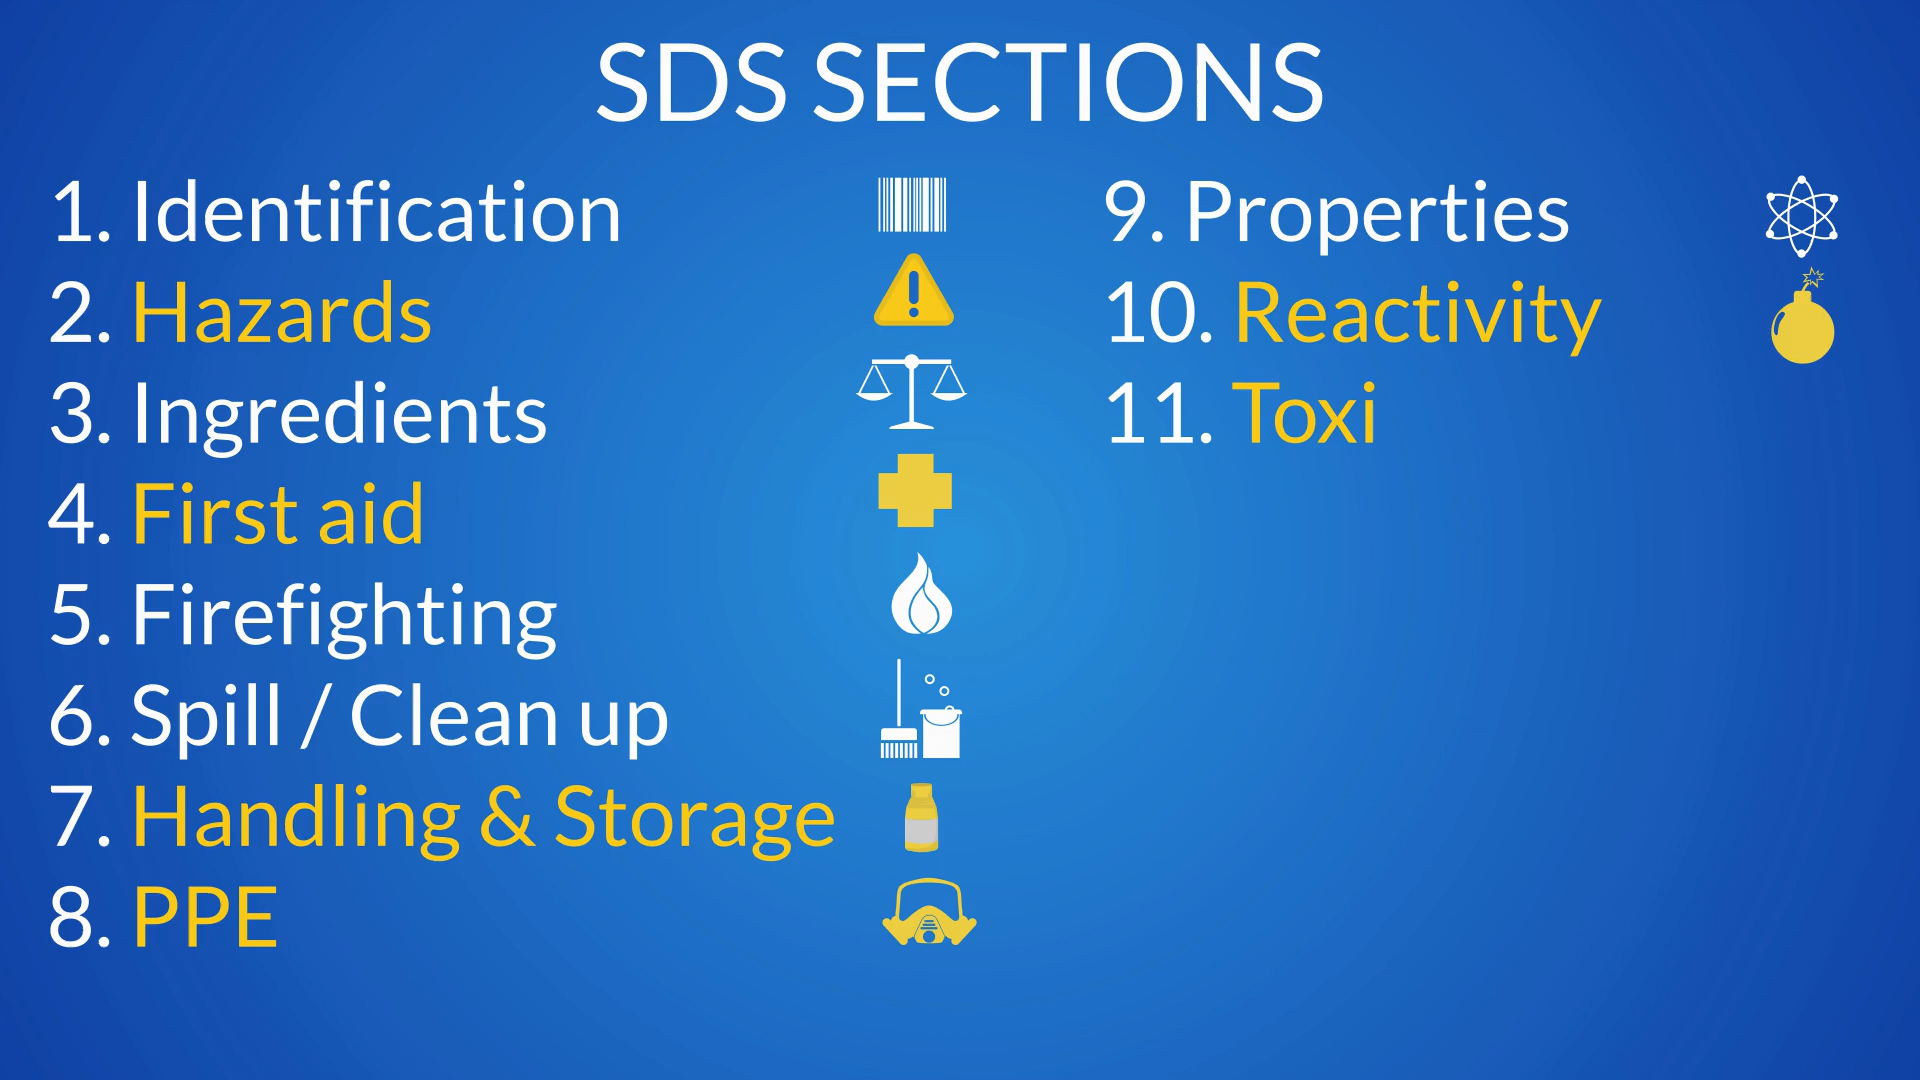 SDS SECTIONS
1. Identification
2. Hazards
3. Ingredients
4. First aid
5. Firefighting
6. Spill / Clean up
7. Handling & Storage
8. PPE
9. Properties
10. Reactivity
11. Toxi